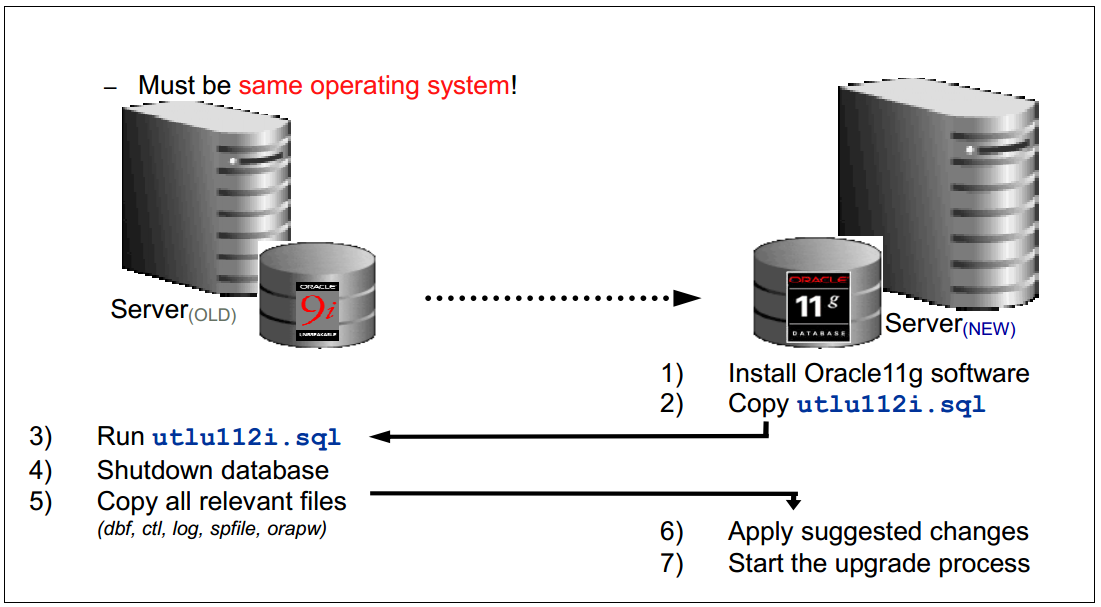 – Must be same operating system!
Server(OLD)
ORACLE
9i
UNBREAKABLE
ORACLE
11g
DATABASE
Server(NEW)
1) Install Oracle11g software
2) Copy utlu112i.sql
3) Run utlu112i.sql
4) Shutdown database
5) Copy all relevant files
(dbf, ctl, log, spfile, orapw)
6) Apply suggested changes
7) Start the upgrade process